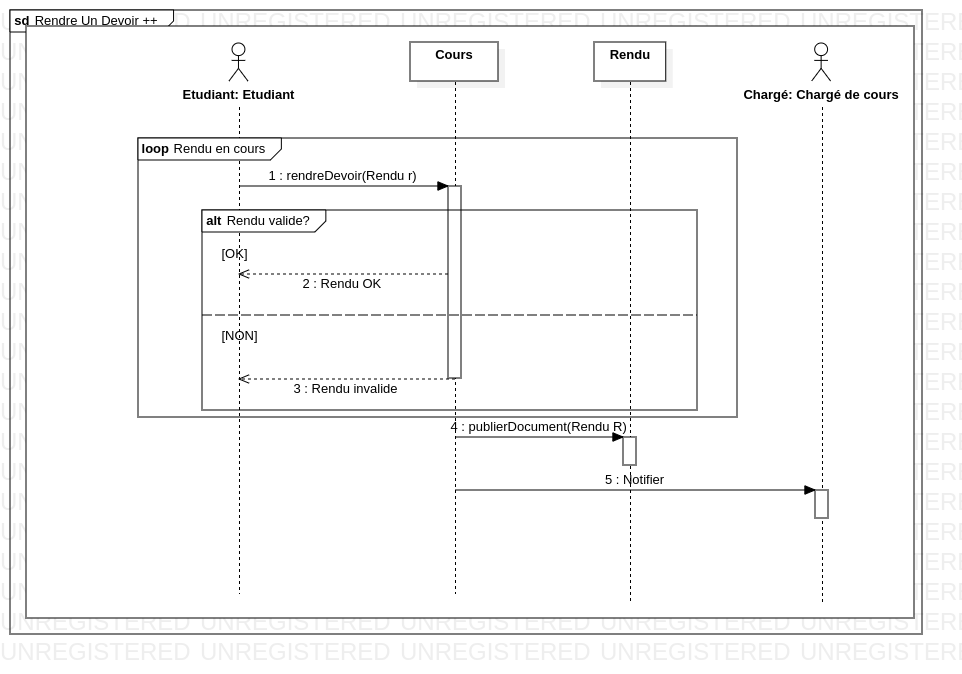 sd Rendre Un Devoir ++
Cours
Rendu
Etudiant: Etudiant
Chargé: Chargé de cours
loop Rendu en cours
1 : rendreDevoir(Rendu r)
alt Rendu valide?
[OK]
2 : Rendu OK
[NON]
3 : Rendu invalide
4 : publierDocument(Rendu R)
5 : Notifier
UNREGISTERED UNREGISTERED UNREGISTERED UNREGISTERED UNREGISTERED